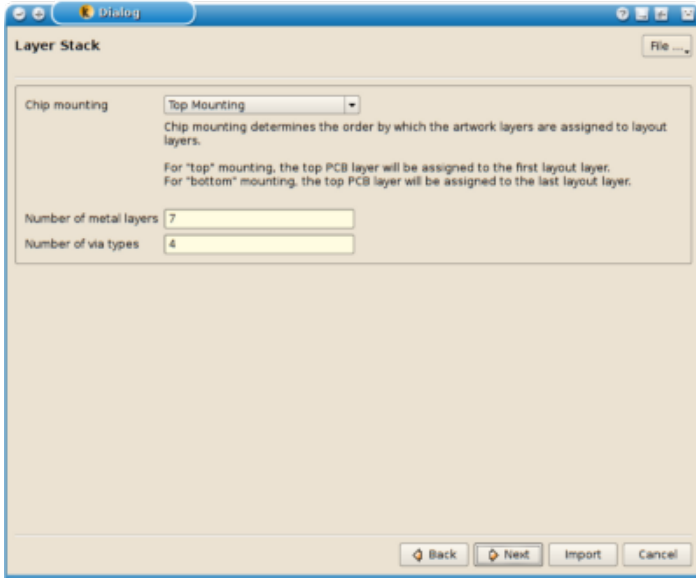 Dialog
Layer Stack
File ...
Chip mounting
Top Mounting
Chip mounting determines the order by which the artwork layers are assigned to layout
layers.
For "top" mounting, the top PCB layer will be assigned to the first layout layer.
For "bottom" mounting, the top PCB layer will be assigned to the last layout layer.
Number of metal layers 7
Number of via types 4
Back Next Import Cancel